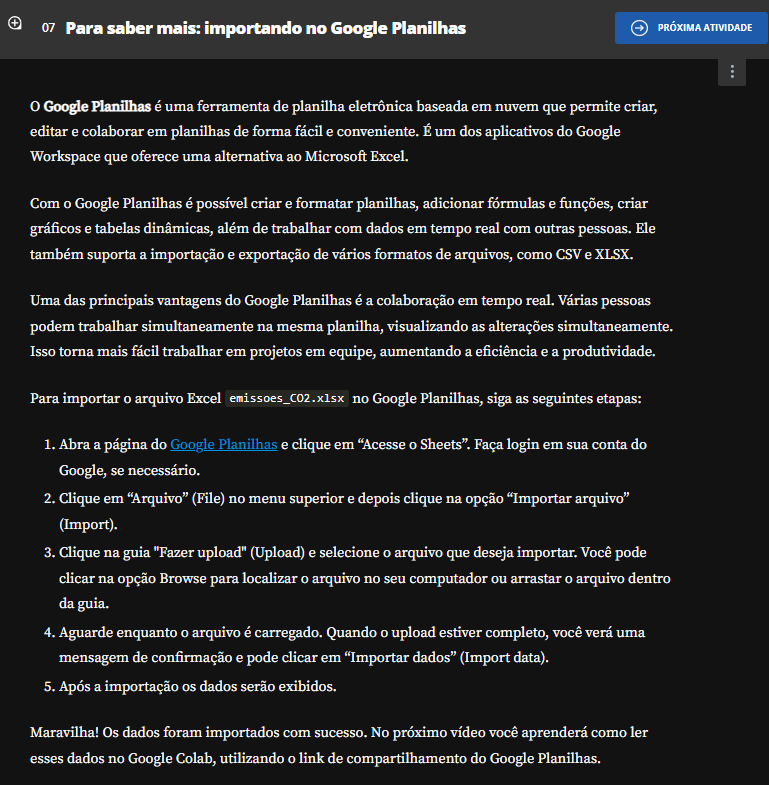 07 Para saber mais: importando no Google Planilhas
PRÓXIMA ATIVIDADE
O Google Planilhas é uma ferramenta de planilha eletrônica baseada em nuvem que permite criar,
editar e colaborar em planilhas de forma fácil e conveniente. É um dos aplicativos do Google
Workspace que oferece uma alternativa ao Microsoft Excel.
Com o Google Planilhas é possível criar e formatar planilhas, adicionar fórmulas e funções, criar
gráficos e tabelas dinâmicas, além de trabalhar com dados em tempo real com outras pessoas. Ele
também suporta a importação e exportação de vários formatos de arquivos, como CSV e XLSX.
Uma das principais vantagens do Google Planilhas é a colaboração em tempo real. Várias pessoas
podem trabalhar simultaneamente na mesma planilha, visualizando as alterações simultaneamente.
Isso torna mais fácil trabalhar em projetos em equipe, aumentando a eficiência e a produtividade.
Para importar o arquivo Excel emissoes_CO2.xlsx no Google Planilhas, siga as seguintes etapas:
1. Abra a página do Google Planilhas e clique em “Acesse o Sheets”. Faça login em sua conta do
Google, se necessário.
2. Clique em “Arquivo” (File) no menu superior e depois clique na opção “Importar arquivo”
(Import).
3. Clique na guia "Fazer upload" (Upload) e selecione o arquivo que deseja importar. Você pode
clicar na opção Browse para localizar o arquivo no seu computador ou arrastar o arquivo dentro
da guia.
4. Aguarde enquanto o arquivo é carregado. Quando o upload estiver completo, você verá uma
mensagem de confirmação e pode clicar em “Importar dados” (Import data).
5. Após a importação os dados serão exibidos.
Maravilha! Os dados foram importados com sucesso. No próximo vídeo você aprenderá como ler
esses dados no Google Colab, utilizando o link de compartilhamento do Google Planilhas.